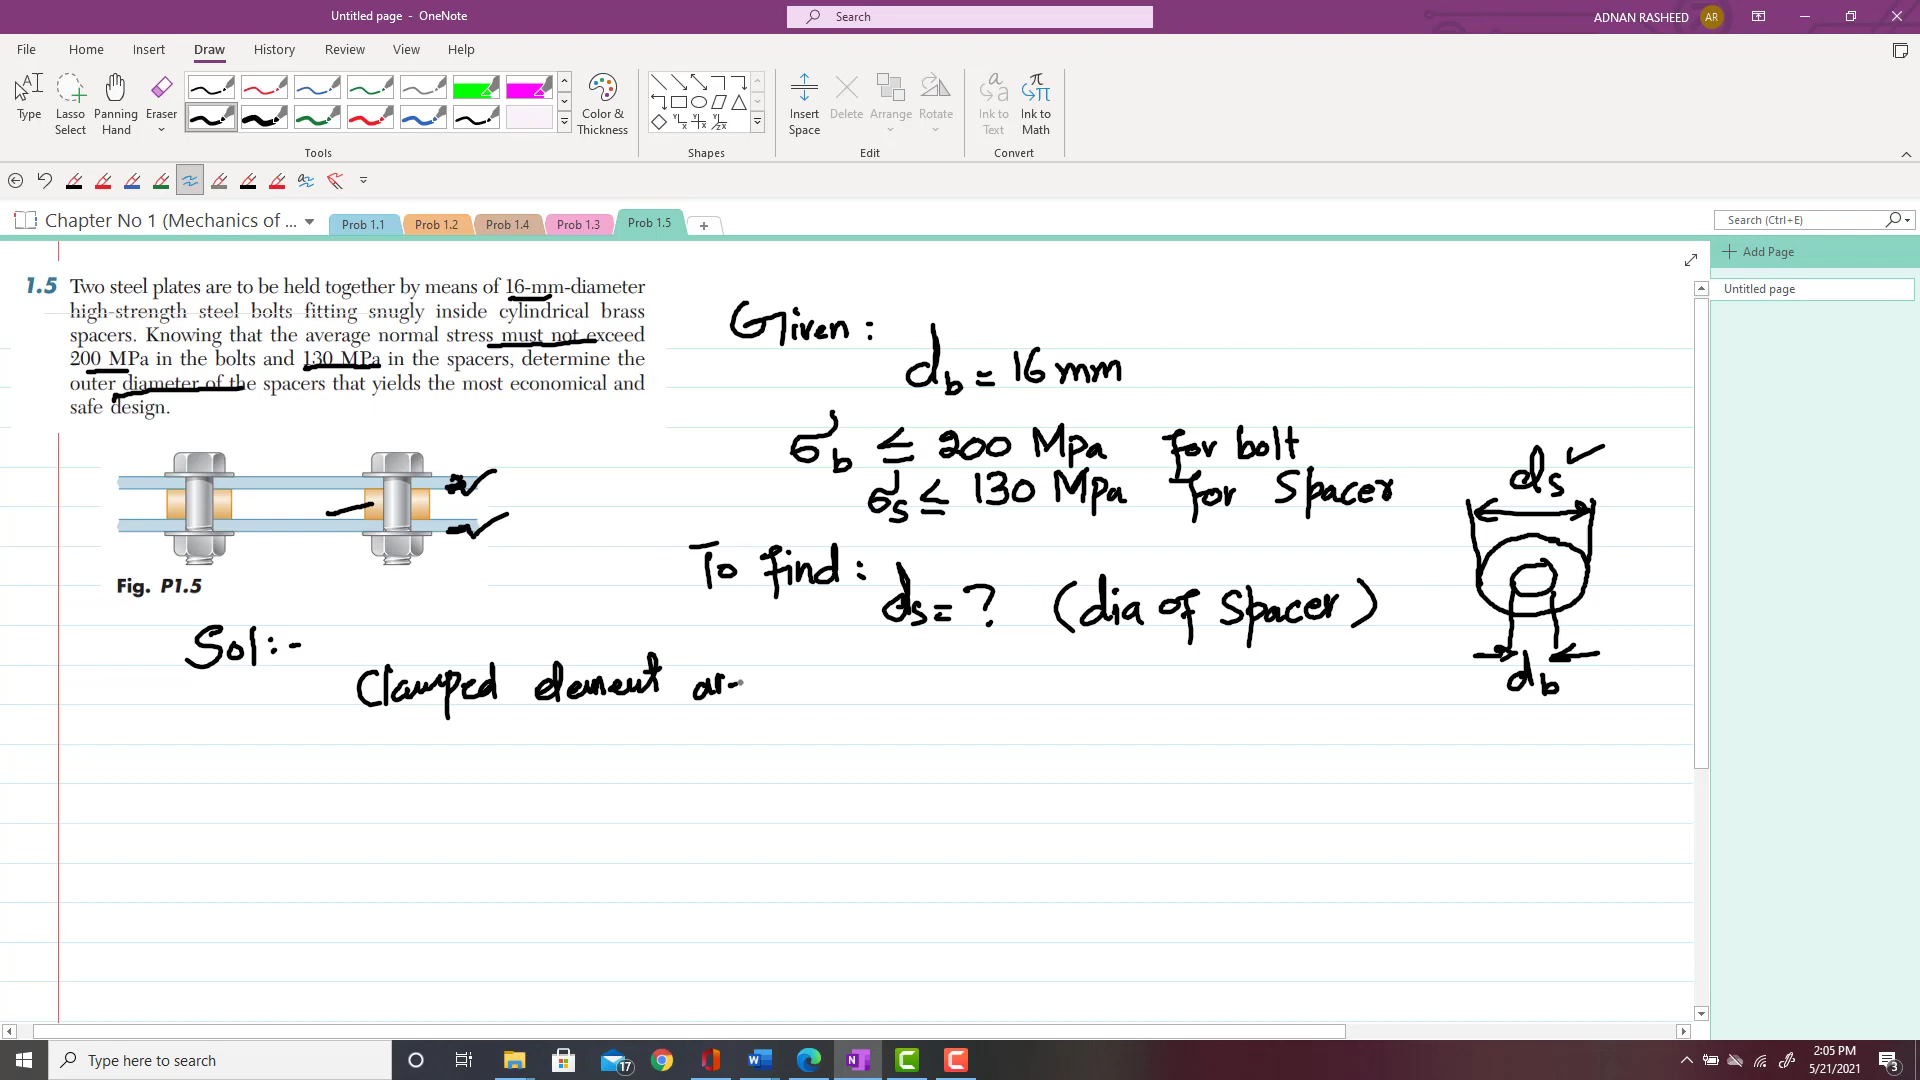 Untitled page - OneNote
Search
ADNAN RASHEED
AR
File Home Insert Draw History Review View Help
Type
Lasso Select
Panning Hand
Eraser
Color & Thickness
Insert Space
Delete
Arrange
Rotate
Ink to Text
Ink to Math
Tools Shapes Edit Convert
Chapter No 1 (Mechanics of ...
Prob 1.1 Prob 1.2 Prob 1.4 Prob 1.3 Prob 1.5
Search (Ctrl+E)
Add Page
Untitled page
1.5 Two steel plates are to be held together by means of 16-mm-diameter
high-strength steel bolts fitting snugly inside cylindrical brass
spacers. Knowing that the average normal stress must not exceed
200 MPa in the bolts and 130 MPa in the spacers, determine the
outer diameter of the spacers that yields the most economical and
safe design.
Fig. P1.5
Given :
db = 16 mm
σb ≤ 200 Mpa for bolt
σs ≤ 130 Mpa for Spacer
To find :
ds = ? (dia of spacer)
ds
db
Sol :-
Clamped element ar
Type here to search
17
2:05 PM
5/21/2021
3